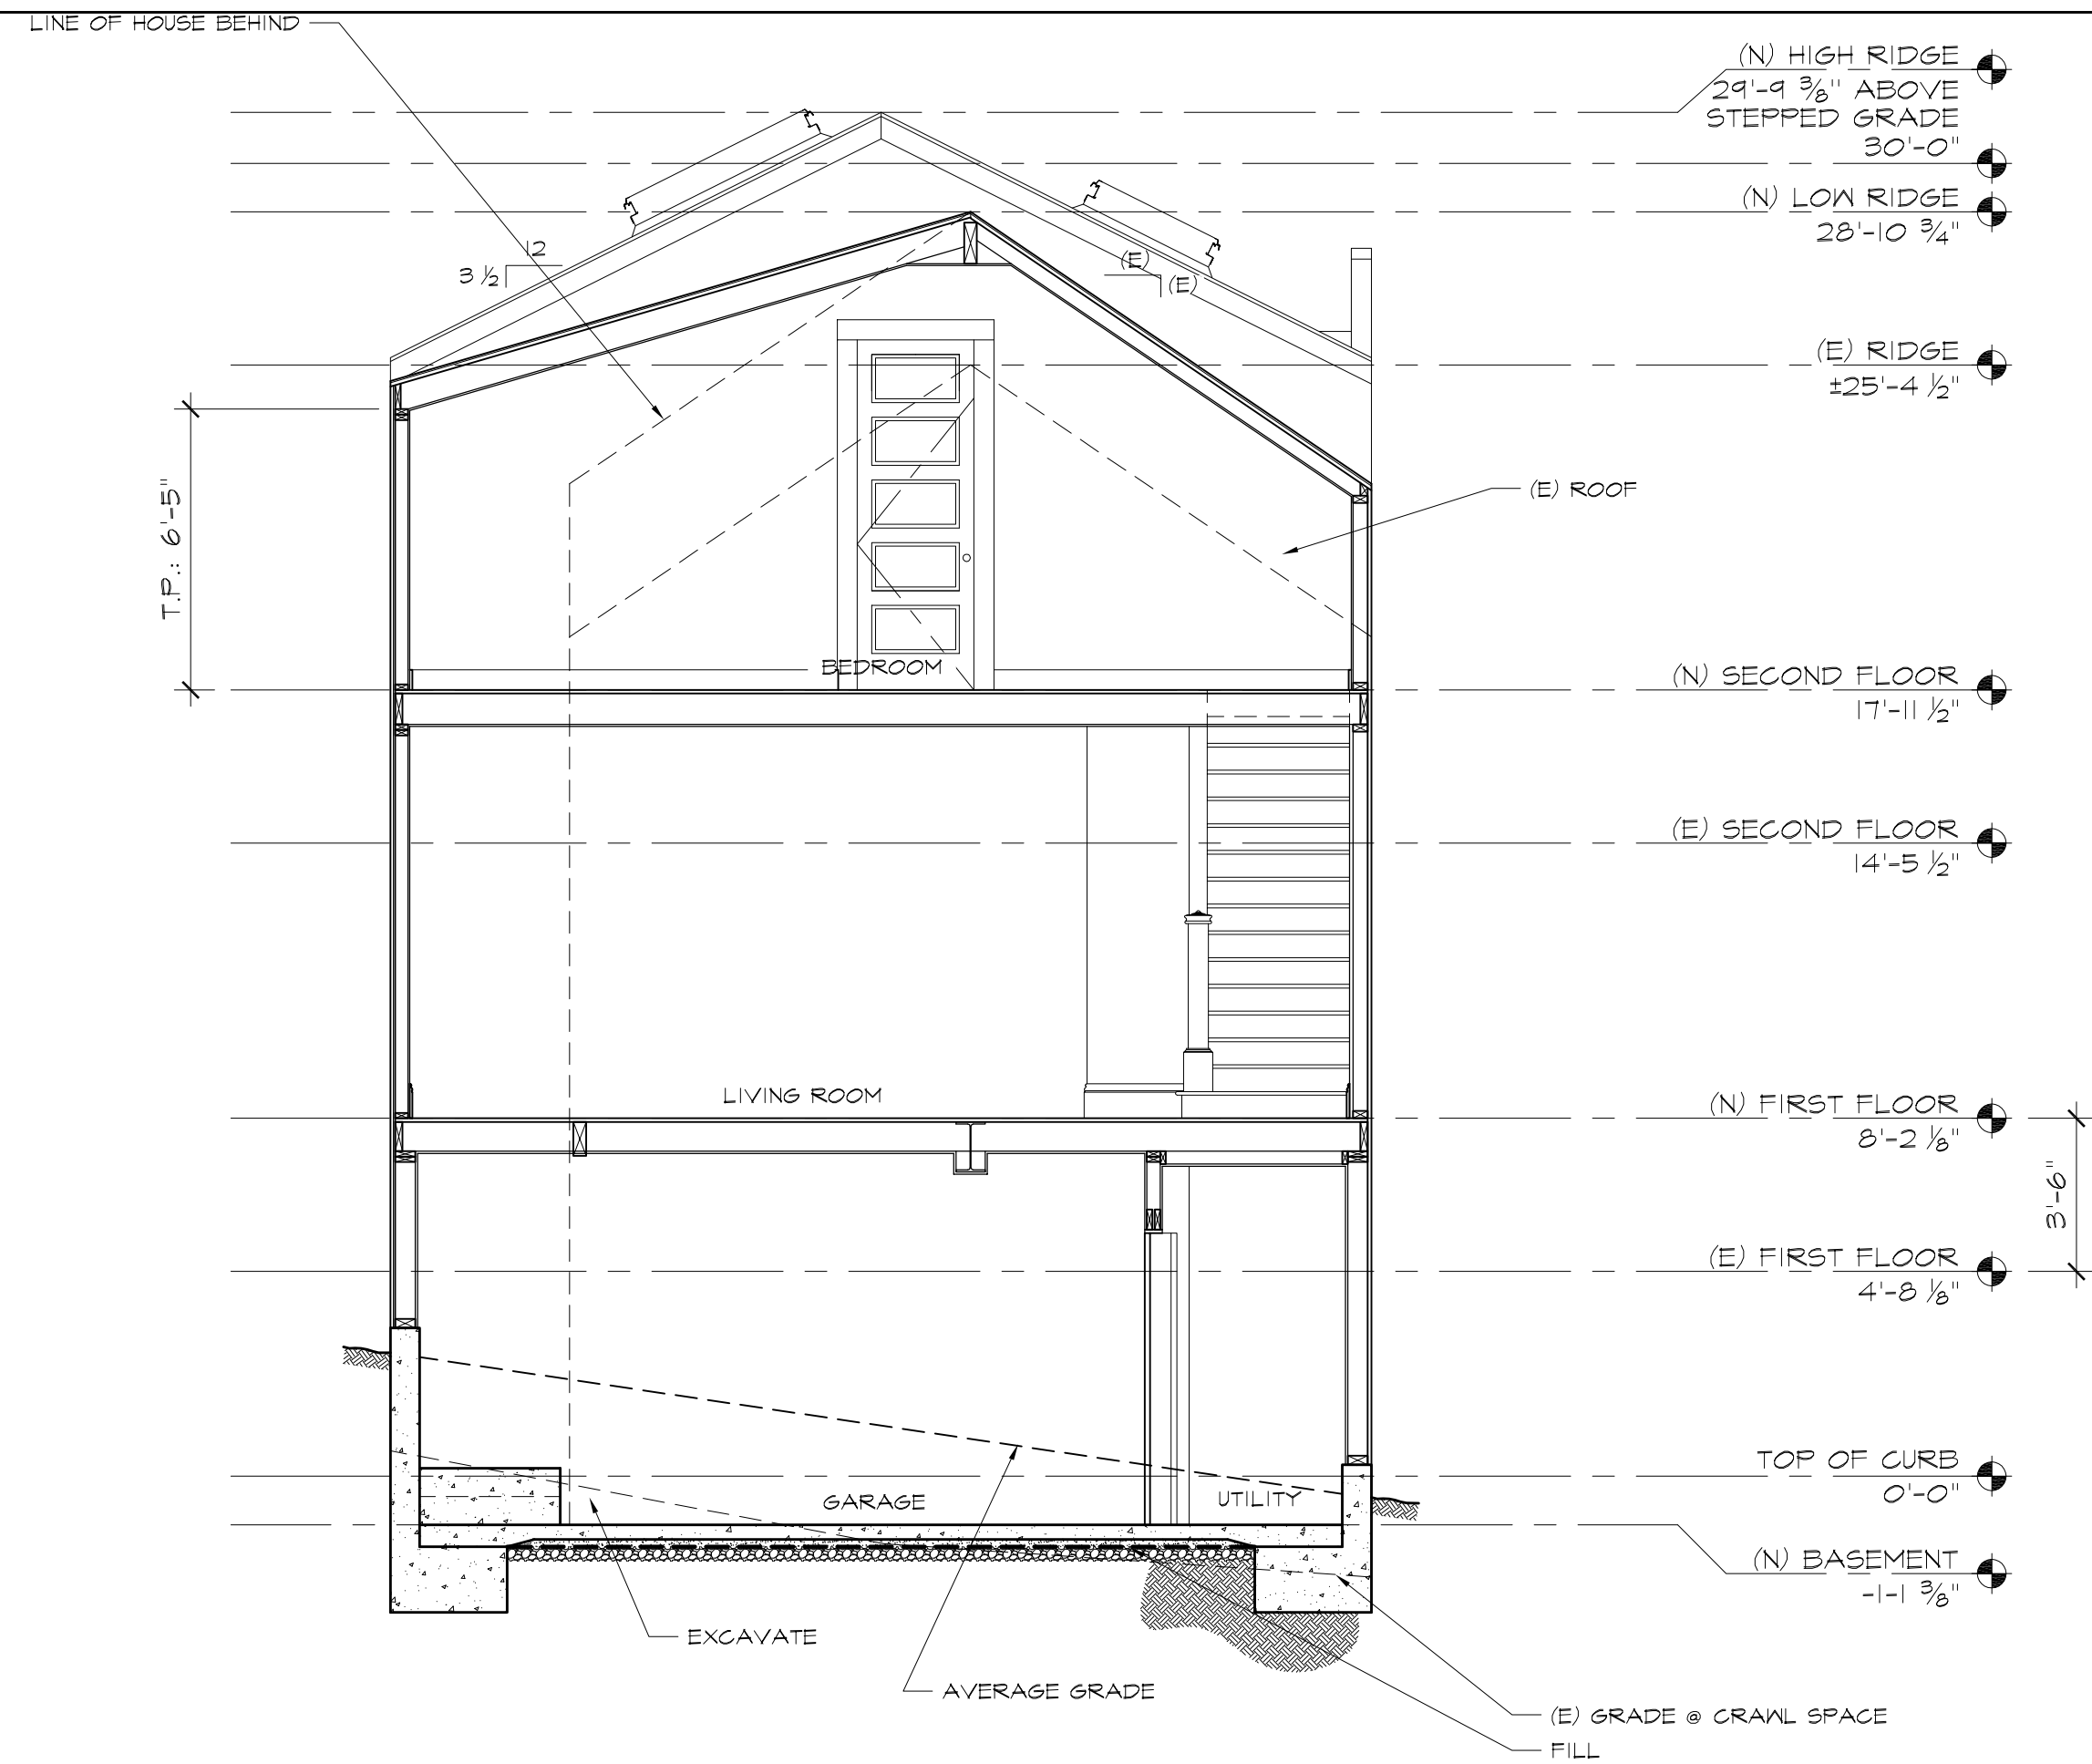 LINE OF HOUSE BEHIND
(N) HIGH RIDGE
29'-9 3/8" ABOVE
STEPPED GRADE
30'-0"
(N) LOW RIDGE
28'-10 3/4"
12
3 1/2
(E)
(E)
(E) RIDGE
±25'-4 1/2"
T.P.: 6'-5"
(E) ROOF
BEDROOM
(N) SECOND FLOOR
17'-11 1/2"
(E) SECOND FLOOR
14'-5 1/2"
LIVING ROOM
(N) FIRST FLOOR
8'-2 1/8"
3'-6"
(E) FIRST FLOOR
4'-8 1/8"
TOP OF CURB
0'-0"
GARAGE
UTILITY
(N) BASEMENT
-1-1 3/8"
EXCAVATE
AVERAGE GRADE
(E) GRADE @ CRAWL SPACE
FILL